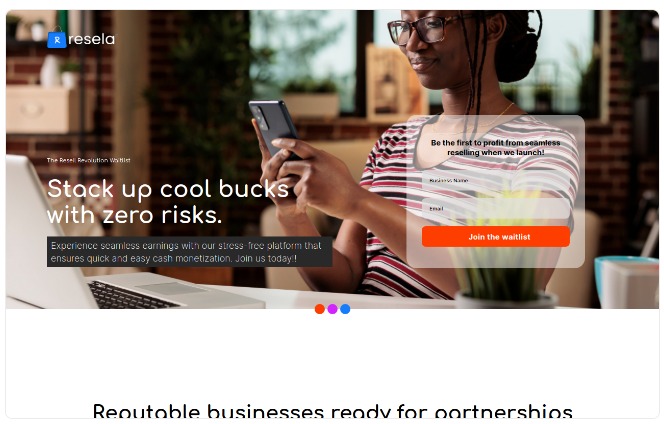 resela
The Resell Revolution Waitlist
Stack up cool bucks
with zero risks.
Experience seamless earnings with our stress-free platform that
ensures quick and easy cash monetization. Join us today!!
Be the first to profit from seamless
reselling when we launch!
Business Name
Email
Join the waitlist
Reputable businesses ready for partnerships